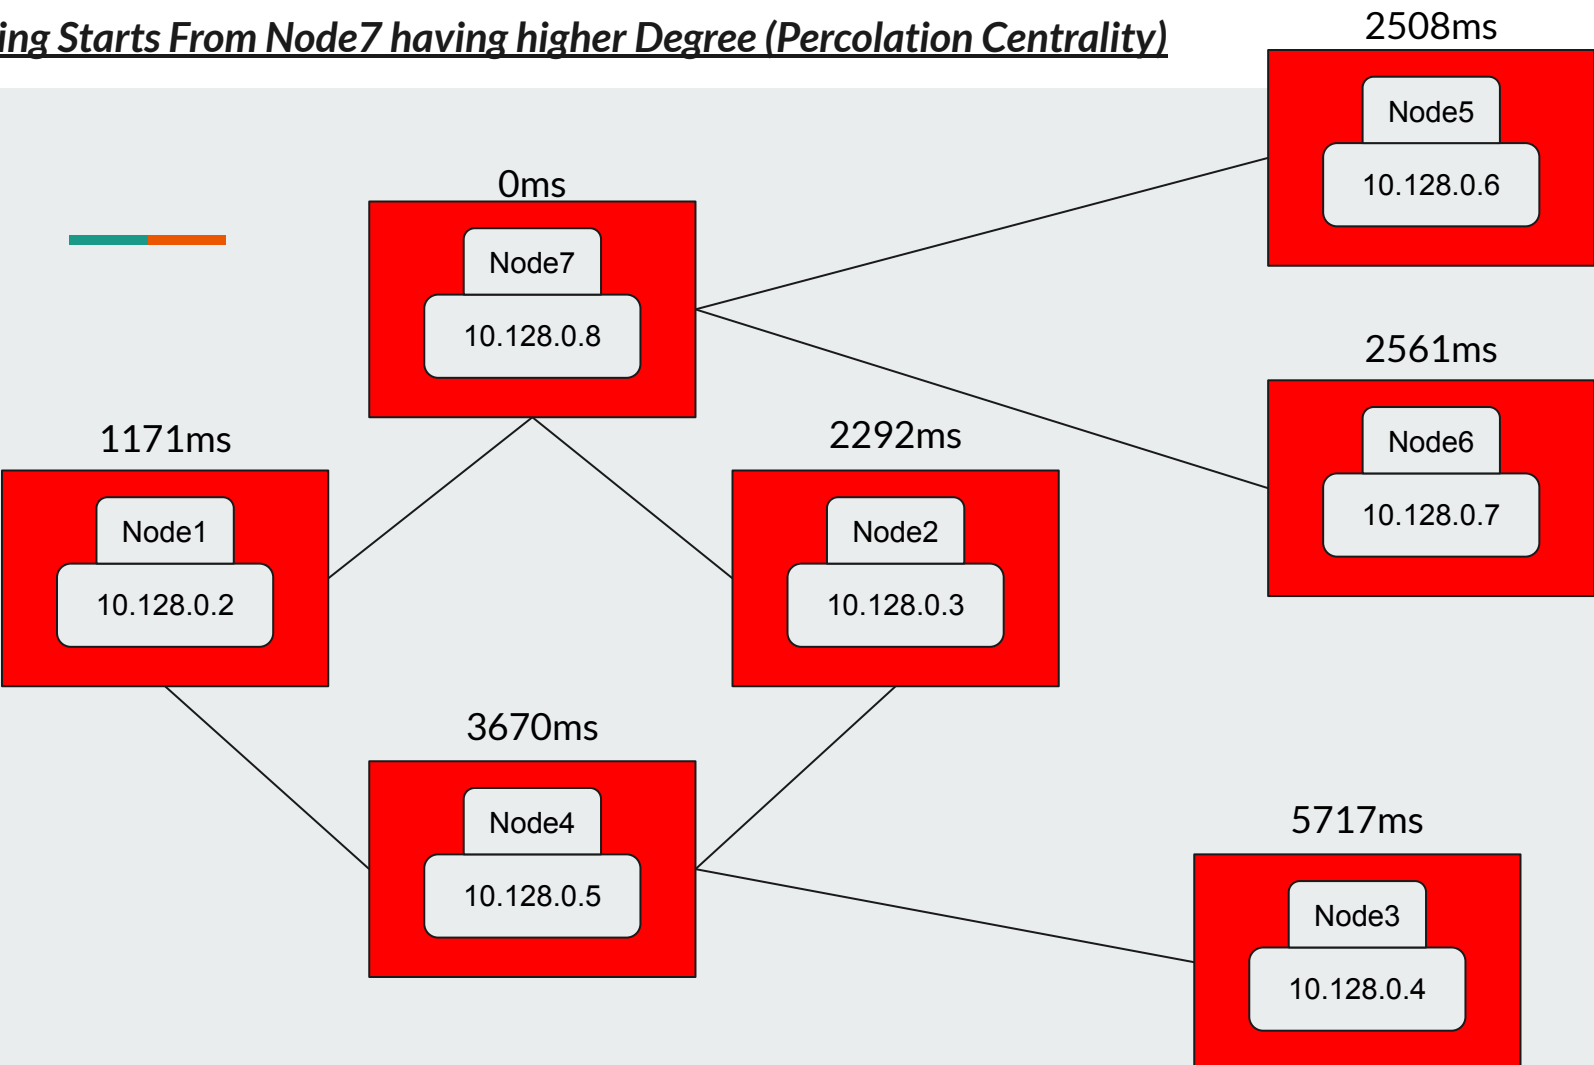 ing Starts From Node7 having higher Degree (Percolation Centrality)
2508ms
Node5
10.128.0.6
0ms
Node7
10.128.0.8
2561ms
Node6
10.128.0.7
1171ms
Node1
10.128.0.2
2292ms
Node2
10.128.0.3
3670ms
Node4
10.128.0.5
5717ms
Node3
10.128.0.4